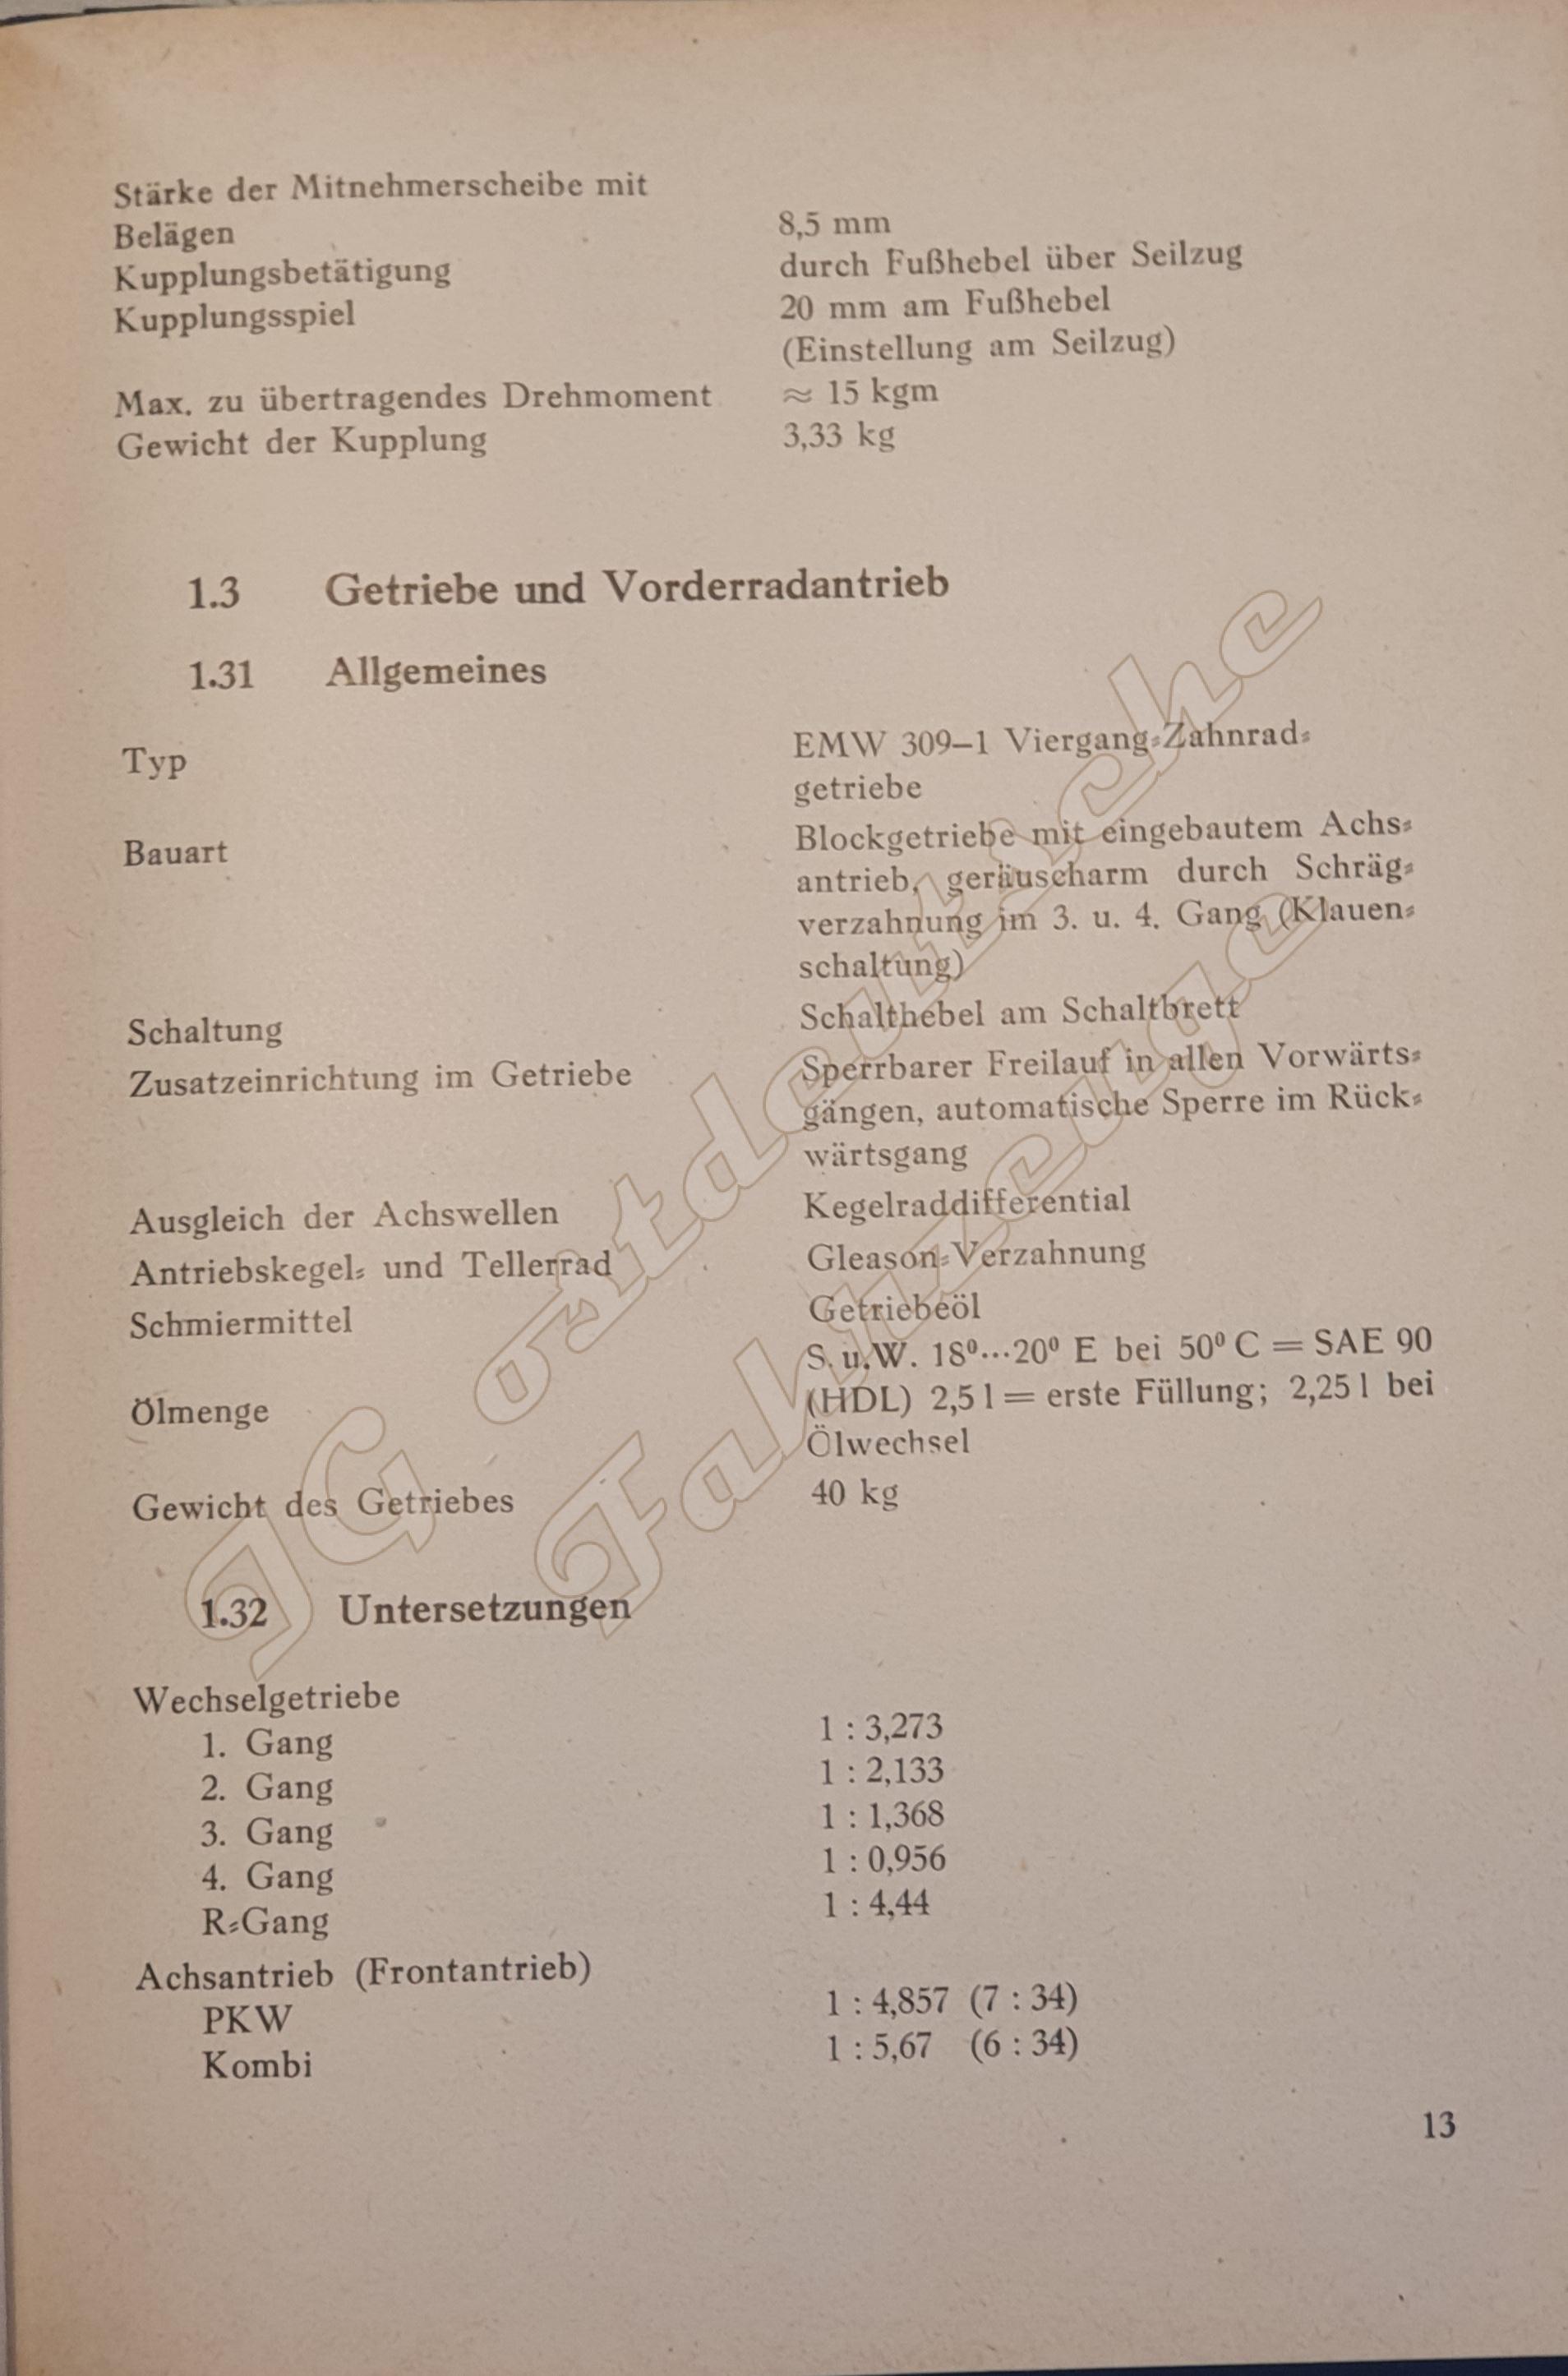 Stärke der Mitnehmerscheibe mit
Belägen 8,5 mm
Kupplungsbetätigung durch Fußhebel über Seilzug
Kupplungsspiel 20 mm am Fußhebel
(Einstellung am Seilzug)
Max. zu übertragendes Drehmoment ≈ 15 kgm
Gewicht der Kupplung 3,33 kg
1.3 Getriebe und Vorderradantrieb
1.31 Allgemeines
Typ EMW 309–1 Viergang-Zahnrad-
getriebe
Bauart Blockgetriebe mit eingebautem Achs-
antrieb, geräuscharm durch Schräg-
verzahnung im 3. u. 4. Gang (Klauen-
schaltung)
Schaltung Schalthebel am Schaltbrett
Zusatzeinrichtung im Getriebe Sperrbarer Freilauf in allen Vorwärts-
gängen, automatische Sperre im Rück-
wärtsgang
Ausgleich der Achswellen Kegelraddifferential
Antriebskegel- und Tellerrad Gleason-Verzahnung
Schmiermittel Getriebeöl
S. u. W. 18⁰···20⁰ E bei 50⁰ C = SAE 90
Ölmenge (HDL) 2,5 l = erste Füllung; 2,25 l bei
Ölwechsel
Gewicht des Getriebes 40 kg
1.32 Untersetzungen
Wechselgetriebe
1. Gang 1 : 3,273
2. Gang 1 : 2,133
3. Gang 1 : 1,368
4. Gang 1 : 0,956
R-Gang 1 : 4,44
Achsantrieb (Frontantrieb)
PKW 1 : 4,857 (7 : 34)
Kombi 1 : 5,67 (6 : 34)
13
IG ostdeutsche
Fahrzeuge